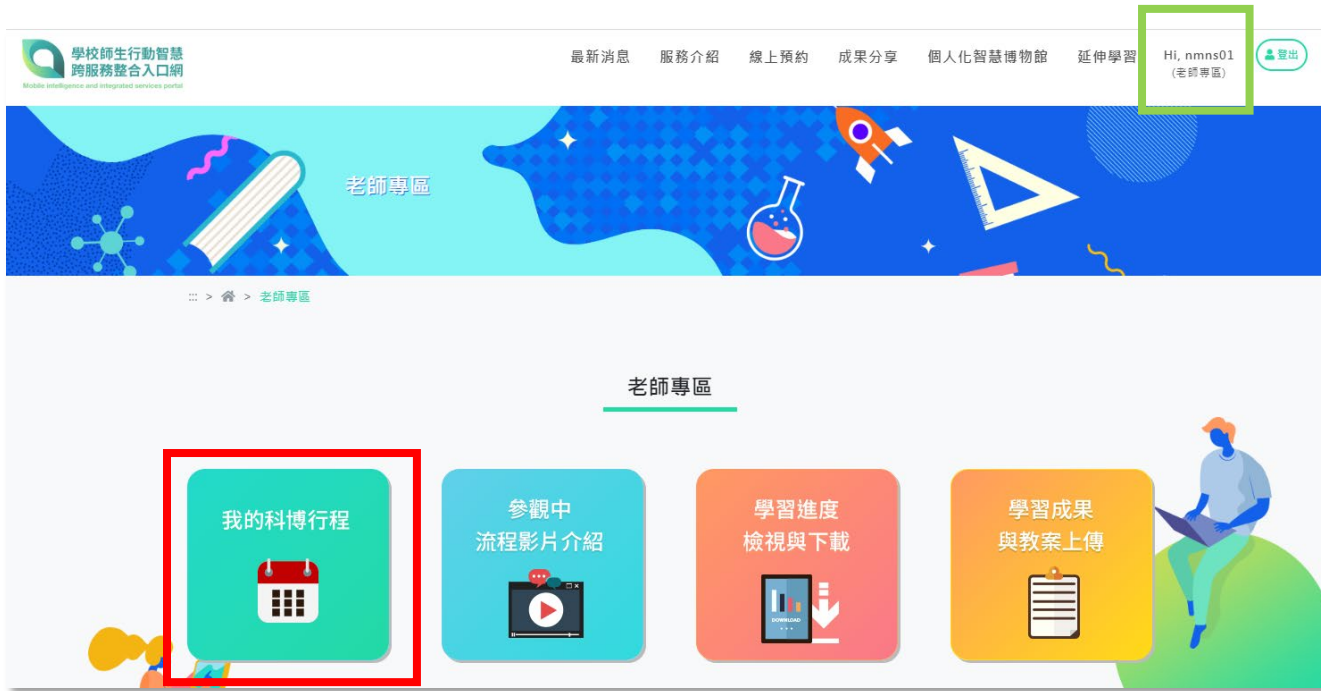 學校師生行動智慧
跨服務整合入口網
Mobile intelligence and integrated services portal
最新消息 服務介紹 線上預約 成果分享 個人化智慧博物館 延伸學習 Hi, nmns01 登出
(老師專區)
老師專區
::: > > 老師專區
老師專區
我的科博行程
參觀中
流程影片介紹
學習進度
檢視與下載
DOWNLOAD
學習成果
與教案上傳